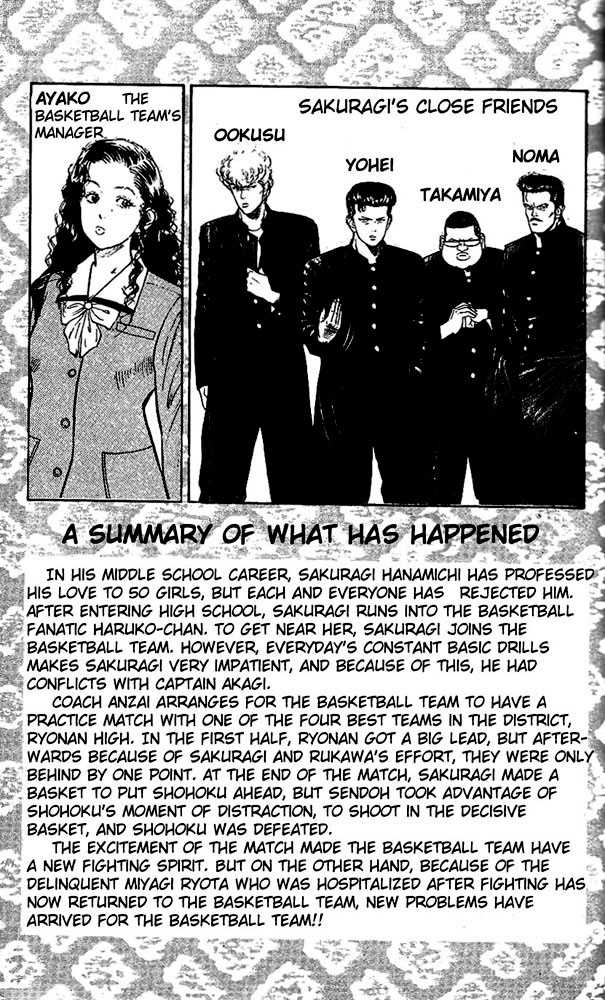 AYAKO THE
BASKETBALL TEAM'S
MANAGER
SAKURAGI'S CLOSE FRIENDS
OOKUSU
YOHEI
TAKAMIYA
NOMA
A SUMMARY OF WHAT HAS HAPPENED
IN HIS MIDDLE SCHOOL CAREER, SAKURAGI HANAMICHI HAS PROFESSED
HIS LOVE TO 50 GIRLS, BUT EACH AND EVERYONE HAS REJECTED HIM.
AFTER ENTERING HIGH SCHOOL, SAKURAGI RUNS INTO THE BASKETBALL
FANATIC HARUKO-CHAN. TO GET NEAR HER, SAKURAGI JOINS THE
BASKETBALL TEAM. HOWEVER, EVERYDAY'S CONSTANT BASIC DRILLS
MAKES SAKURAGI VERY IMPATIENT, AND BECAUSE OF THIS, HE HAD
CONFLICTS WITH CAPTAIN AKAGI.
COACH ANZAI ARRANGES FOR THE BASKETBALL TEAM TO HAVE A
PRACTICE MATCH WITH ONE OF THE FOUR BEST TEAMS IN THE DISTRICT,
RYONAN HIGH. IN THE FIRST HALF, RYONAN GOT A BIG LEAD, BUT AFTER-
WARDS BECAUSE OF SAKURAGI AND RUKAWA'S EFFORT, THEY WERE ONLY
BEHIND BY ONE POINT. AT THE END OF THE MATCH, SAKURAGI MADE A
BASKET TO PUT SHOHOKU AHEAD, BUT SENDOH TOOK ADVANTAGE OF
SHOHOKU'S MOMENT OF DISTRACTION, TO SHOOT IN THE DECISIVE
BASKET, AND SHOHOKU WAS DEFEATED.
THE EXCITEMENT OF THE MATCH MADE THE BASKETBALL TEAM HAVE
A NEW FIGHTING SPIRIT. BUT ON THE OTHER HAND, BECAUSE OF THE
DELINQUENT MIYAGI RYOTA WHO WAS HOSPITALIZED AFTER FIGHTING HAS
NOW RETURNED TO THE BASKETBALL TEAM, NEW PROBLEMS HAVE
ARRIVED FOR THE BASKETBALL TEAM!!